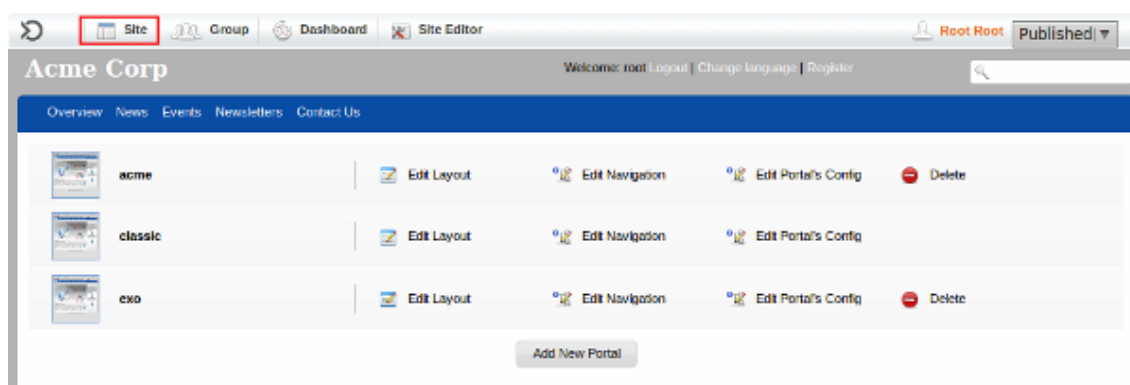 Site Group Dashboard Site Editor Root Root Published
Acme Corp Welcome: root Logout | Change language | Register
Overview News Events Newsletters Contact Us
acme Edit Layout Edit Navigation Edit Portal's Config Delete
classic Edit Layout Edit Navigation Edit Portal's Config
exo Edit Layout Edit Navigation Edit Portal's Config Delete
Add New Portal